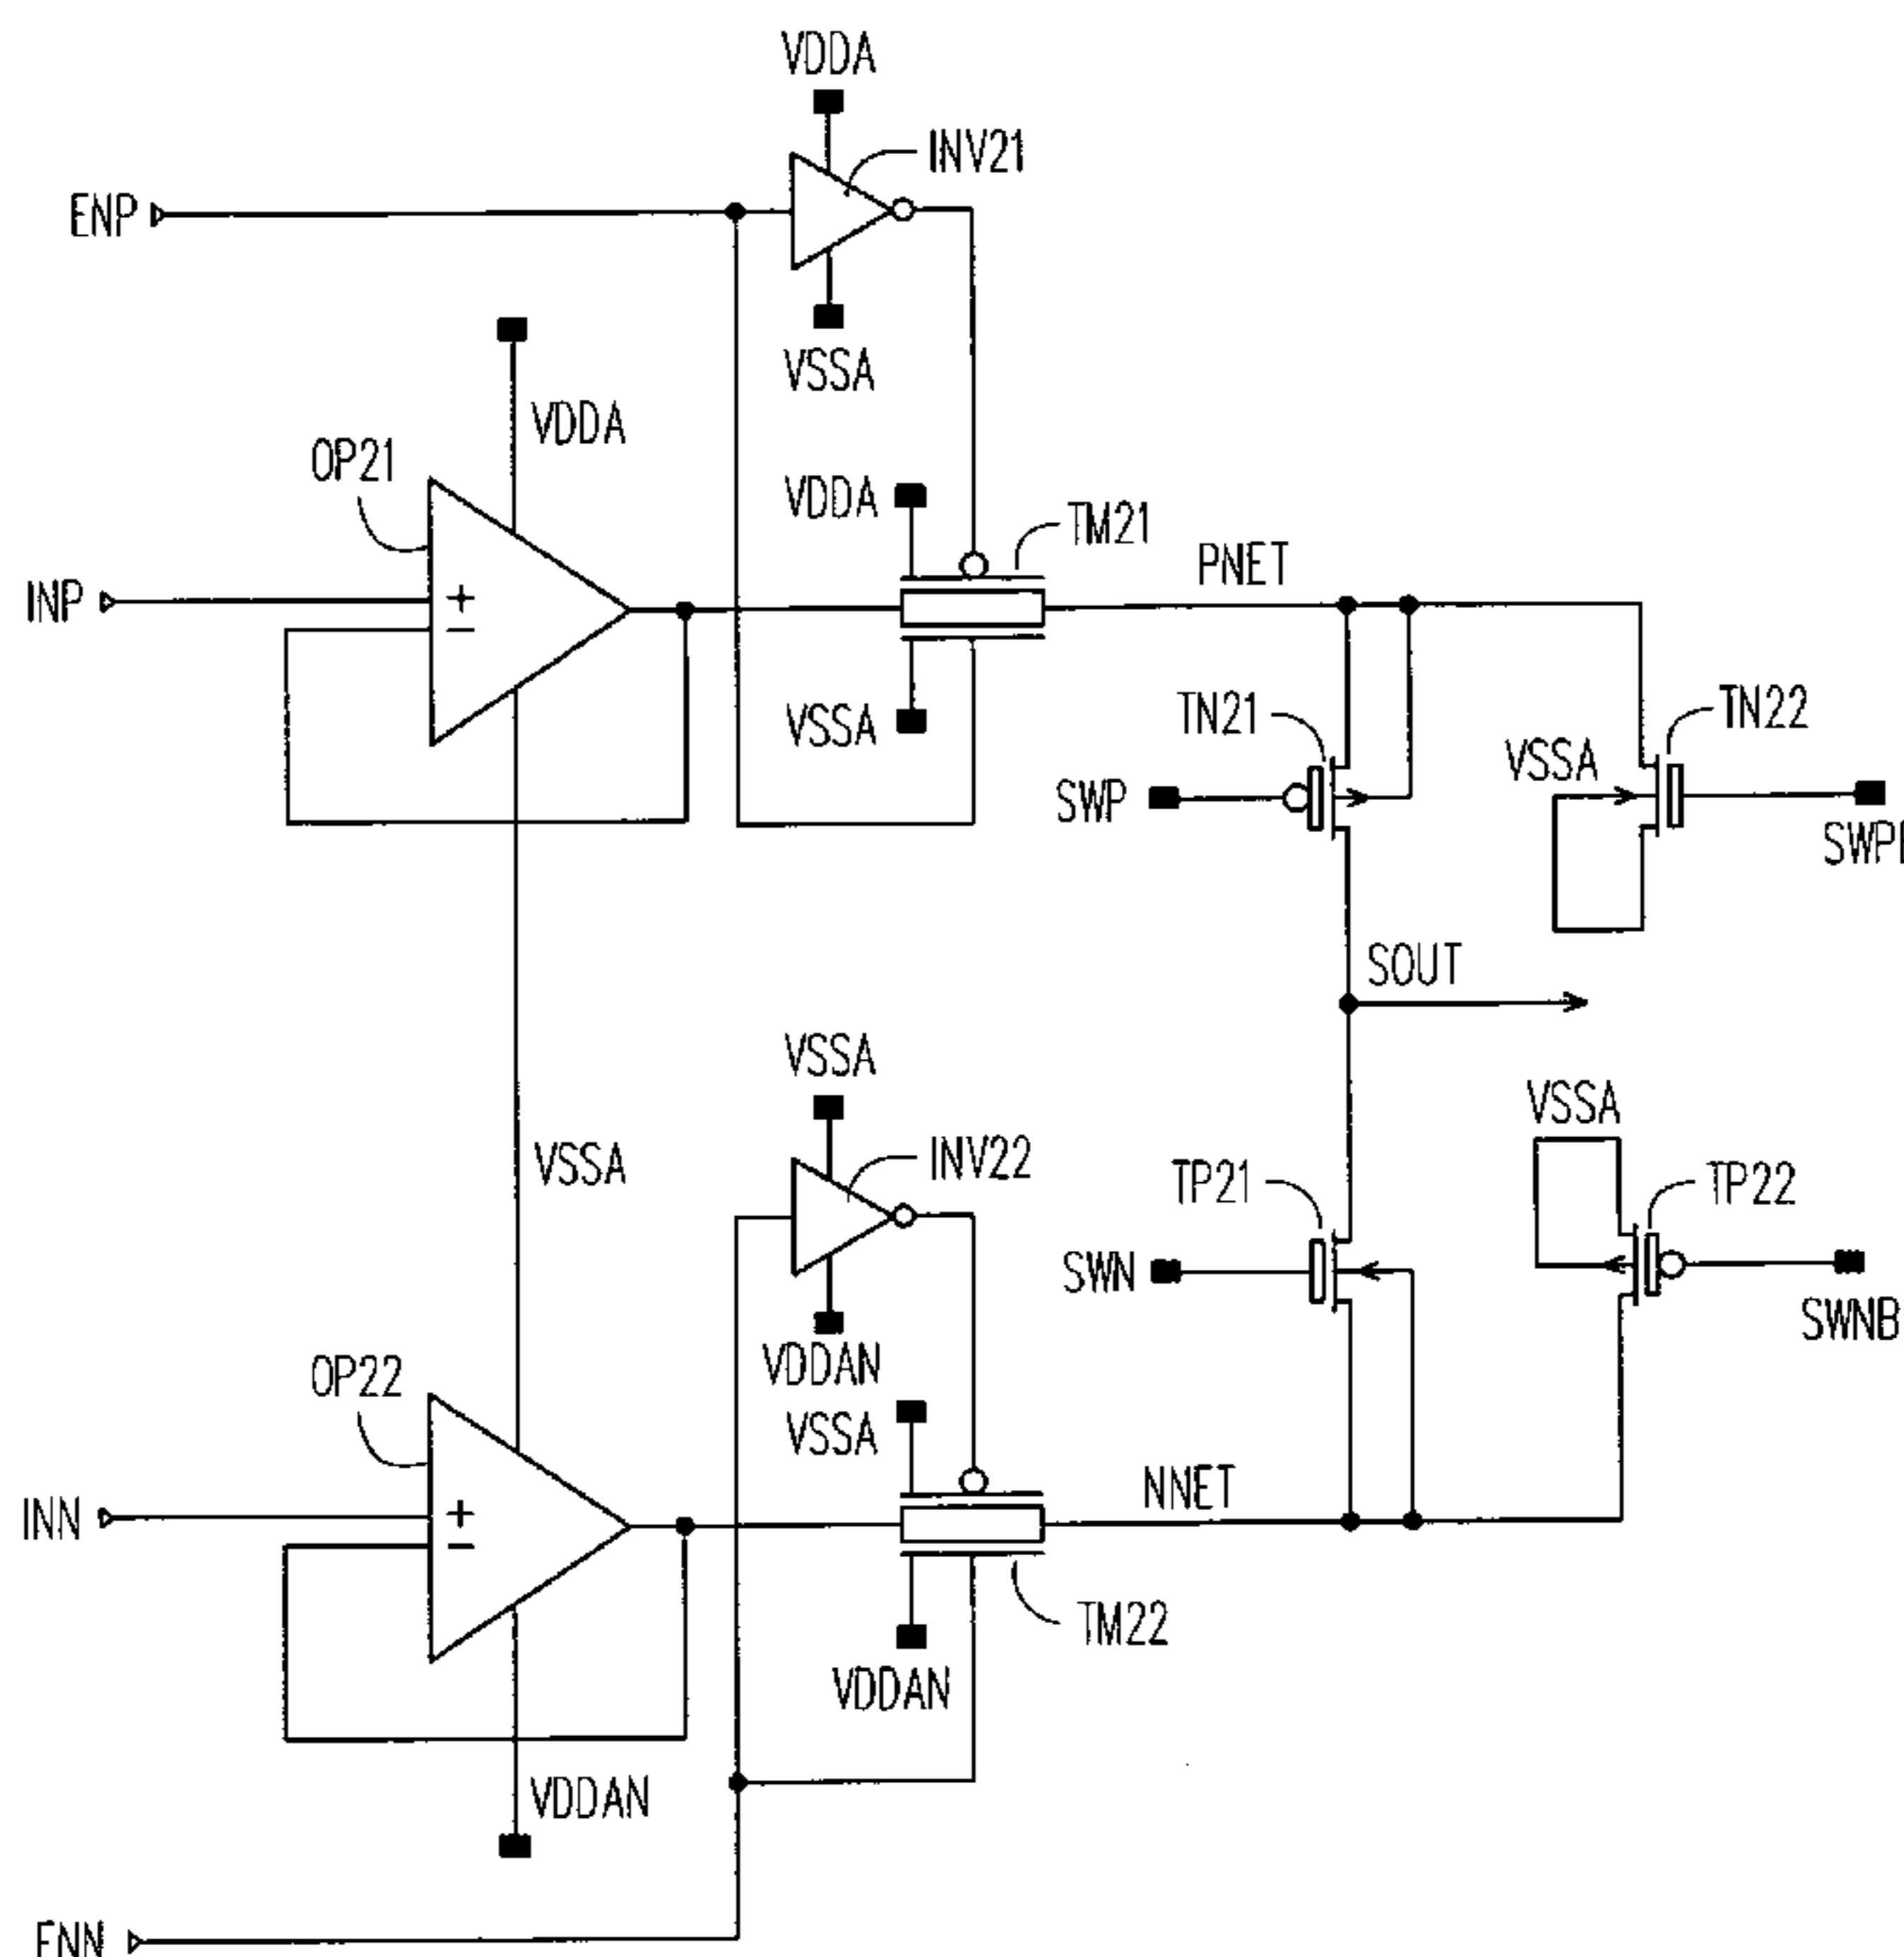 VDDA
INV21
ENP
VSSA
VDDA
OP21
VDDA
TM21
PNET
INP
+
−
TN21
TN22
VSSA
VSSA
SWP
SOUT
VSSA
VSSA
INV22
VSSA
TP21
TP22
SWN
SWNB
VDDAN
OP22
VSSA
NNET
INN
+
−
TM22
VDDAN
VDDAN